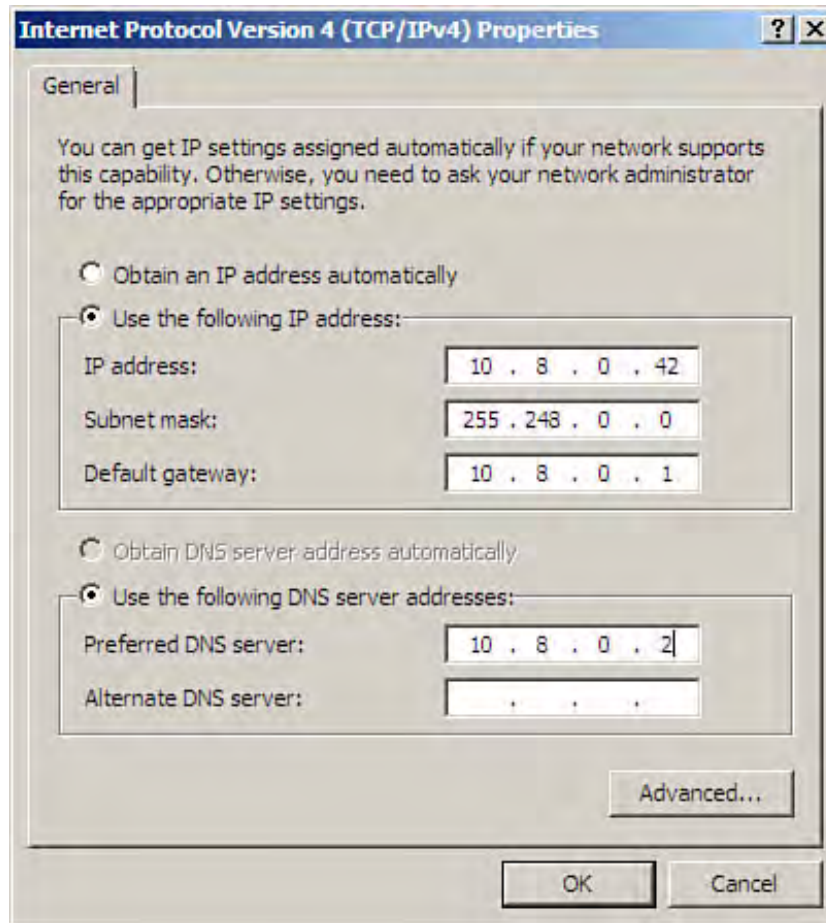 Internet Protocol Version 4 (TCP/IPv4) Properties
General
You can get IP settings assigned automatically if your network supports
this capability. Otherwise, you need to ask your network administrator
for the appropriate IP settings.
Obtain an IP address automatically
Use the following IP address:
IP address: 10 . 8 . 0 . 42
Subnet mask: 255 . 248 . 0 . 0
Default gateway: 10 . 8 . 0 . 1
Obtain DNS server address automatically
Use the following DNS server addresses:
Preferred DNS server: 10 . 8 . 0 . 2
Alternate DNS server: . . .
Advanced...
OK Cancel